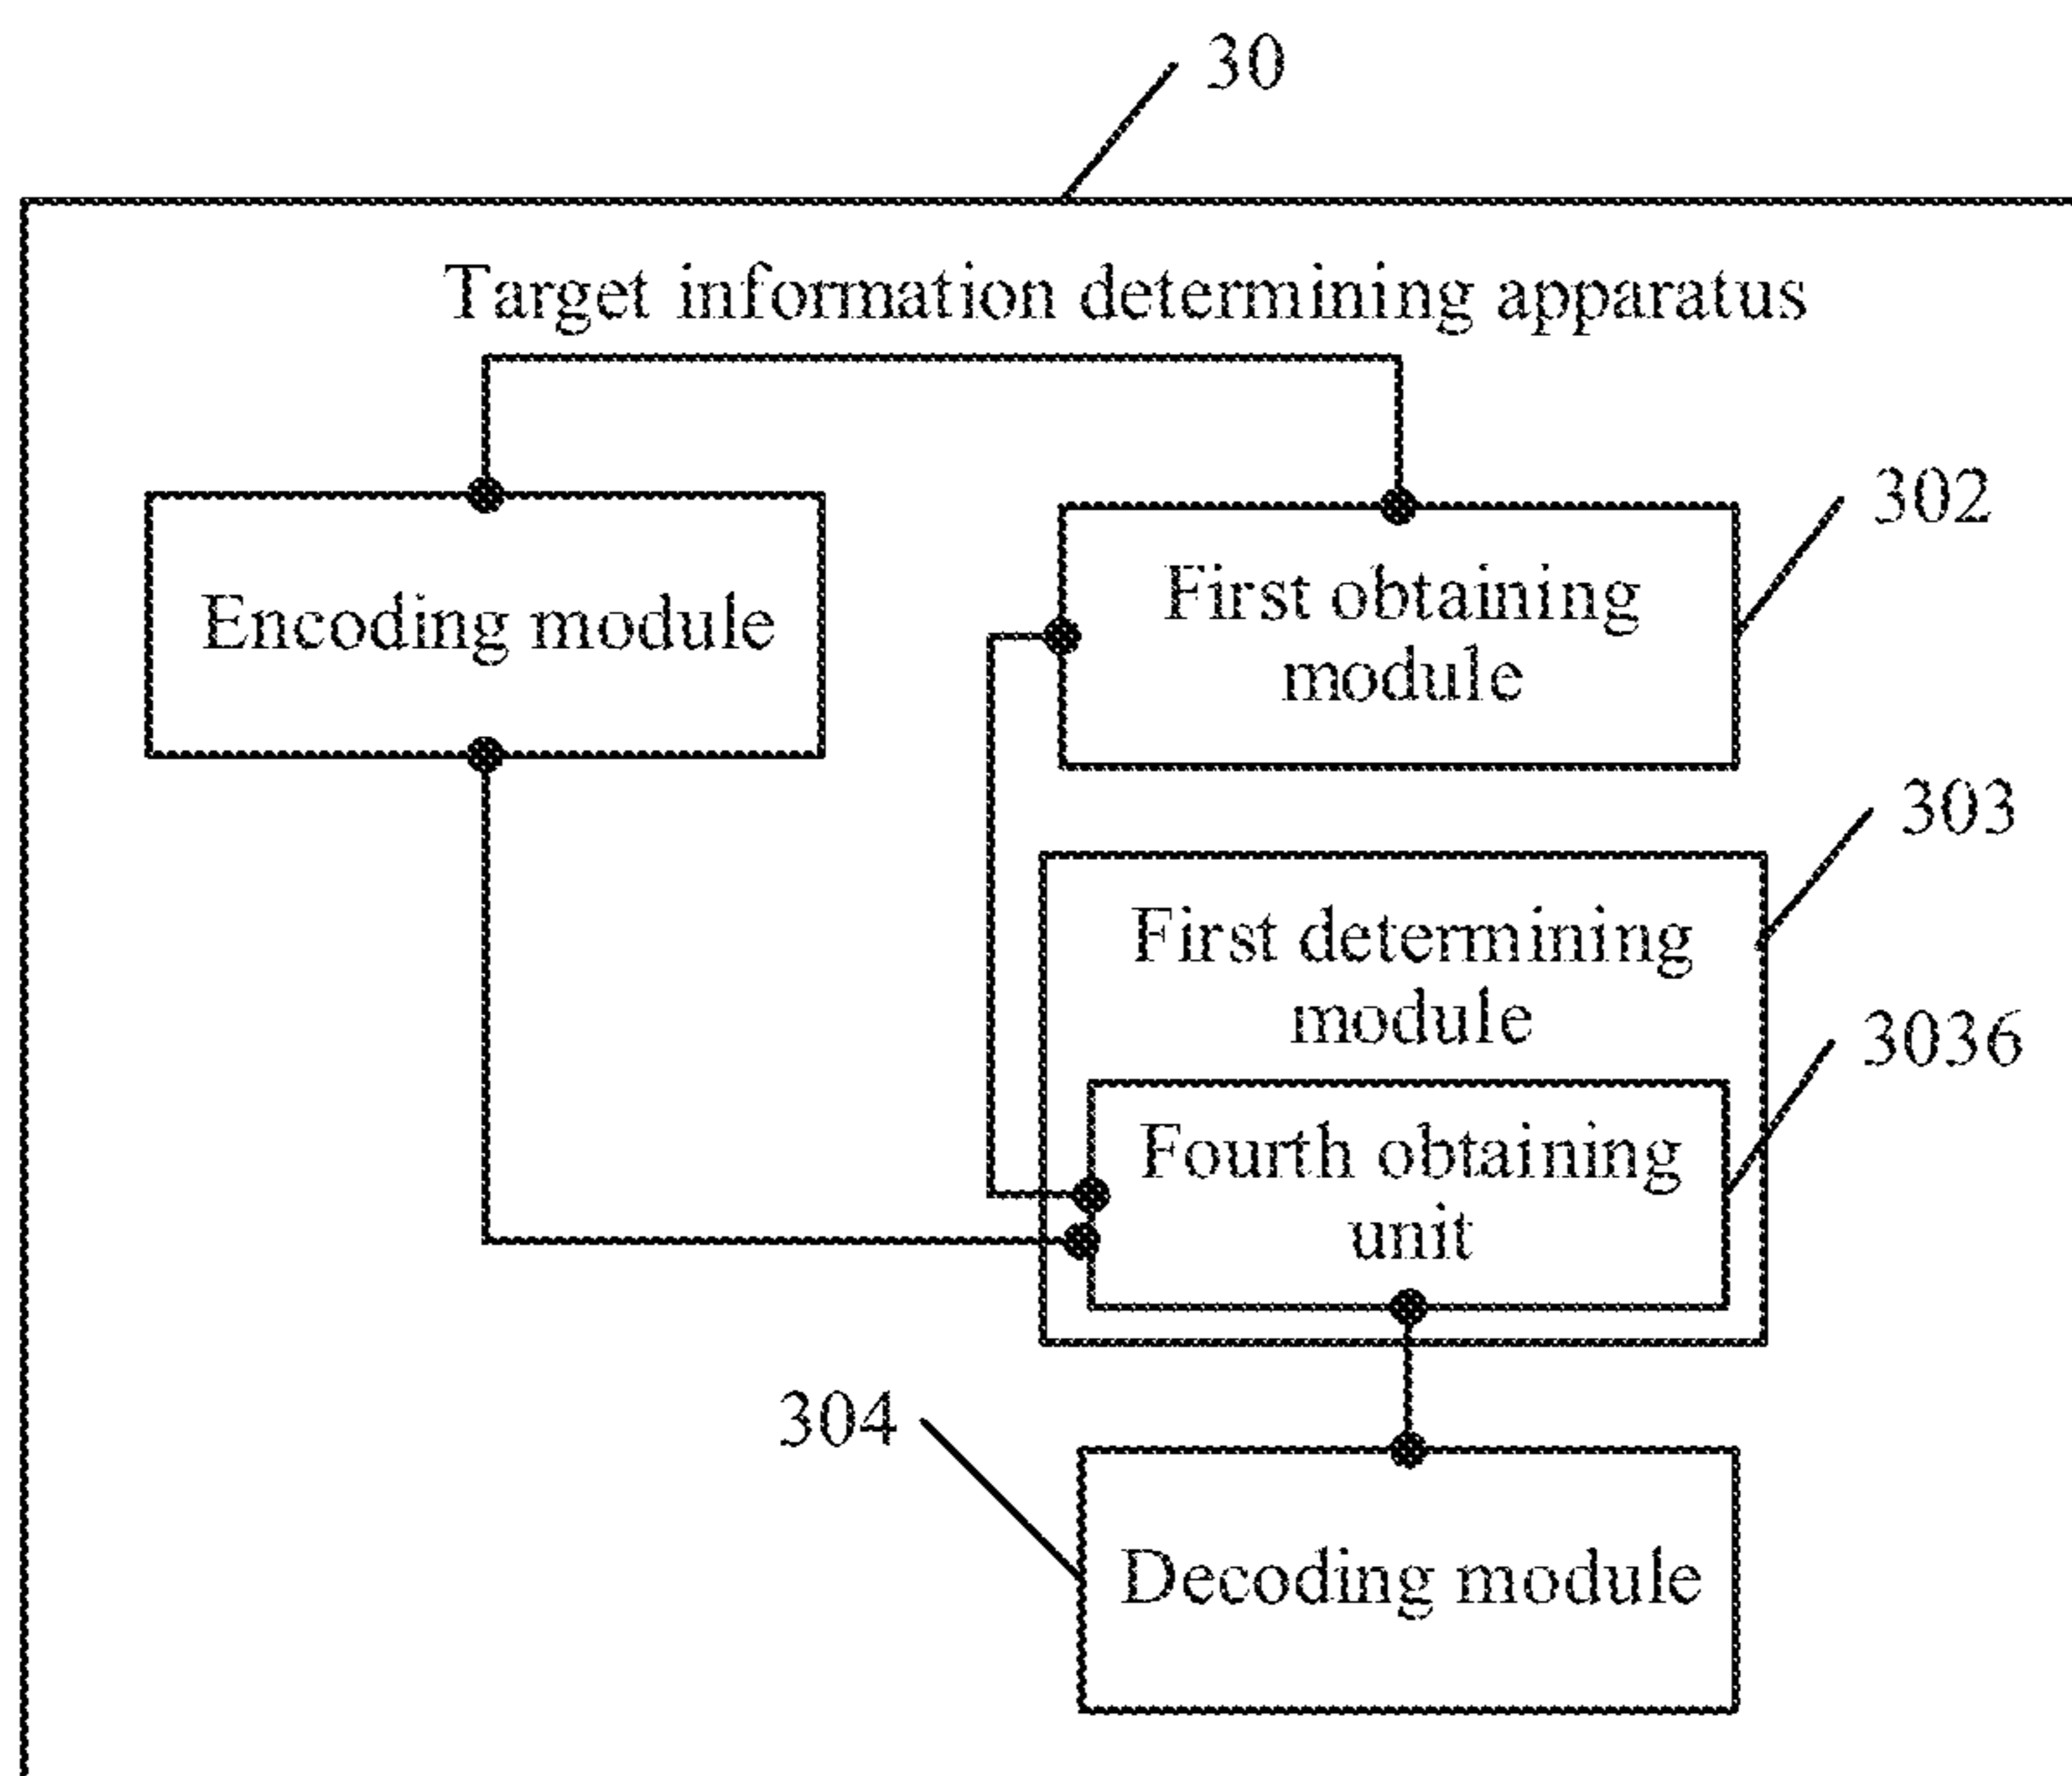 30
Target information determining apparatus
Encoding module
First obtaining
module
302
303
First determining
module
3036
Fourth obtaining
unit
304
Decoding module